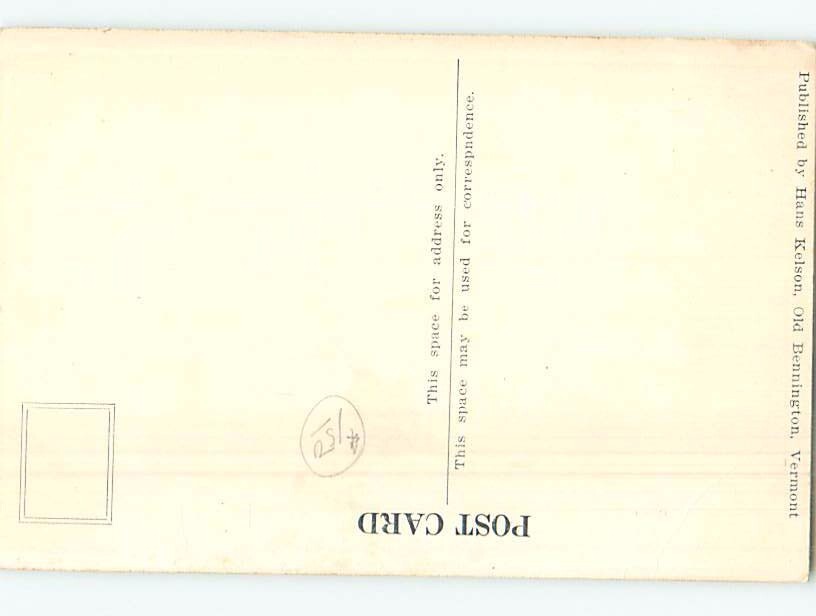 POST CARD
This space may be used for correspndence.
This space for address only.
Published by Hans Kelson, Old Bennington, Vermont